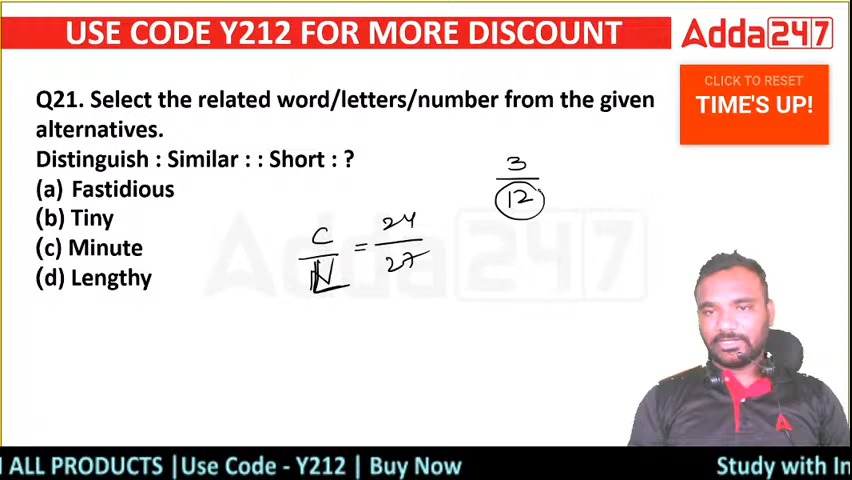 USE CODE Y212 FOR MORE DISCOUNT
Adda247
CLICK TO RESET
TIME'S UP!
Q21. Select the related word/letters/number from the given
alternatives.
Distinguish : Similar : : Short : ?
(a) Fastidious
(b) Tiny
(c) Minute
(d) Lengthy
3
12
C
= 24
27
Adda247
ALL PRODUCTS |Use Code - Y212 | Buy Now
Study with In